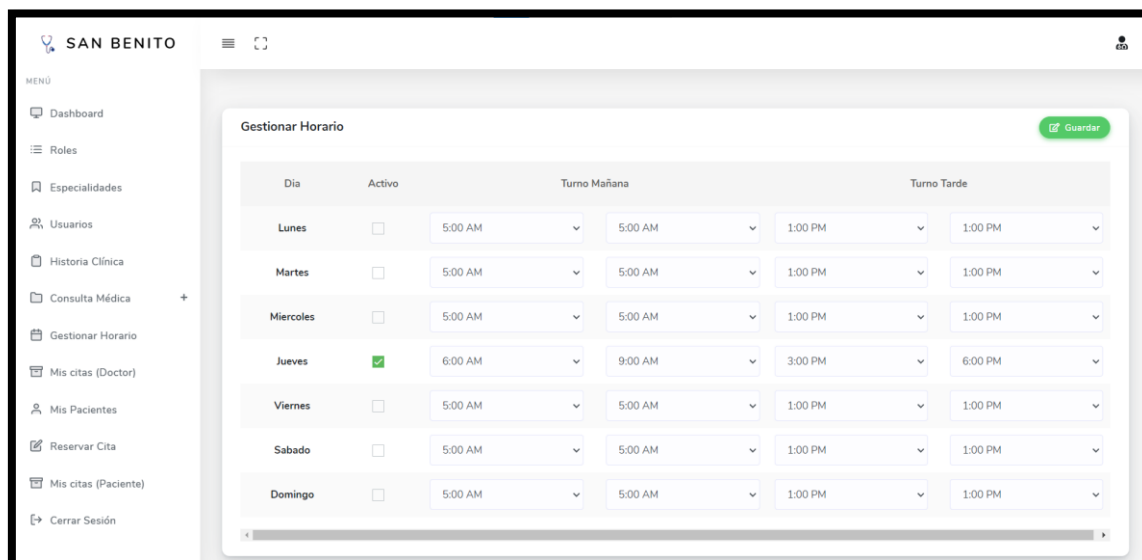 SAN BENITO
MENÚ
Dashboard
Roles
Especialidades
Usuarios
Historia Clínica
Consulta Médica +
Gestionar Horario
Mis citas (Doctor)
Mis Pacientes
Reservar Cita
Mis citas (Paciente)
Cerrar Sesión
Gestionar Horario Guardar
Dia Activo Turno Mañana Turno Tarde
Lunes 5:00 AM 5:00 AM 1:00 PM 1:00 PM
Martes 5:00 AM 5:00 AM 1:00 PM 1:00 PM
Miercoles 5:00 AM 5:00 AM 1:00 PM 1:00 PM
Jueves 6:00 AM 9:00 AM 3:00 PM 6:00 PM
Viernes 5:00 AM 5:00 AM 1:00 PM 1:00 PM
Sabado 5:00 AM 5:00 AM 1:00 PM 1:00 PM
Domingo 5:00 AM 5:00 AM 1:00 PM 1:00 PM